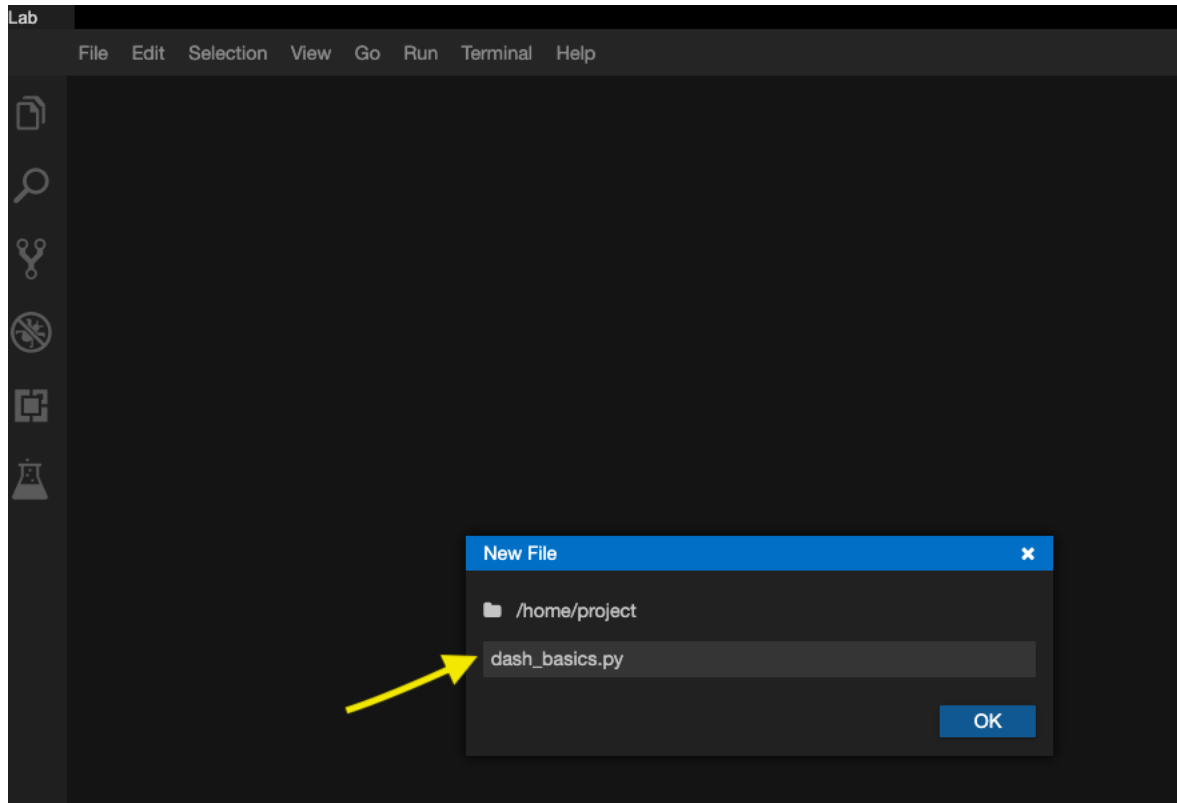 Lab
File Edit Selection View Go Run Terminal Help
New File
/home/project
dash_basics.py
OK